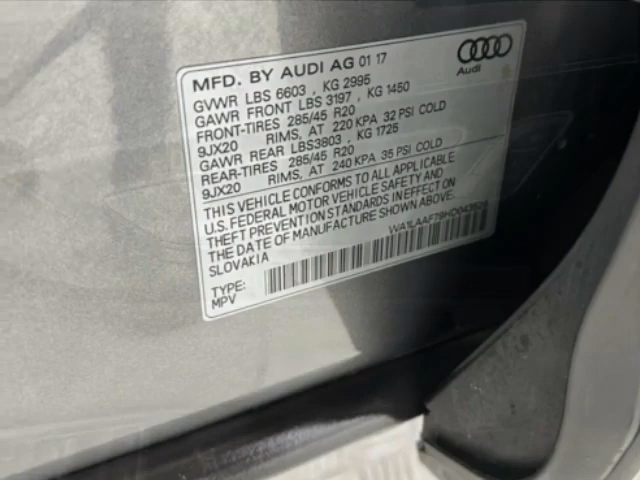 MFD. BY AUDI AG 01 17
Audi
GVWR LBS 6603 , KG 2995
GAWR FRONT LBS 3197 , KG 1450
FRONT-TIRES 285/45 R20
9JX20 RIMS, AT 220 KPA 32 PSI COLD
GAWR REAR LBS3803 , KG 1725
REAR-TIRES 285/45 R20
9JX20 RIMS, AT 240 KPA 35 PSI COLD
THIS VEHICLE CONFORMS TO ALL APPLICABLE
U.S. FEDERAL MOTOR VEHICLE SAFETY AND
THEFT PREVENTION STANDARDS IN EFFECT ON
THE DATE OF MANUFACTURE SHOWN ABOVE.
SLOVAKIA
TYPE:
MPV